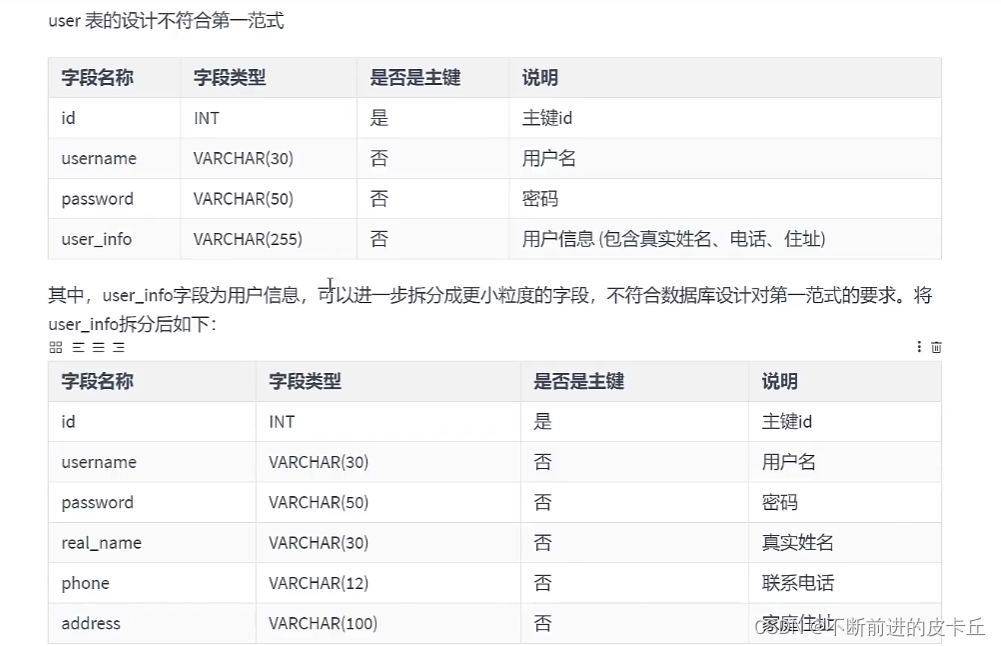 user 表的设计不符合第一范式
字段名称 字段类型 是否是主键 说明
id INT 是 主键id
username VARCHAR(30) 否 用户名
password VARCHAR(50) 否 密码
user_info VARCHAR(255) 否 用户信息 (包含真实姓名、电话、住址)
其中，user_info字段为用户信息，可以进一步拆分成更小粒度的字段，不符合数据库设计对第一范式的要求。将
user_info拆分后如下：
字段名称 字段类型 是否是主键 说明
id INT 是 主键id
username VARCHAR(30) 否 用户名
password VARCHAR(50) 否 密码
real_name VARCHAR(30) 否 真实姓名
phone VARCHAR(12) 否 联系电话
address VARCHAR(100) 否 家庭住址
CSDN @不断前进的皮卡丘